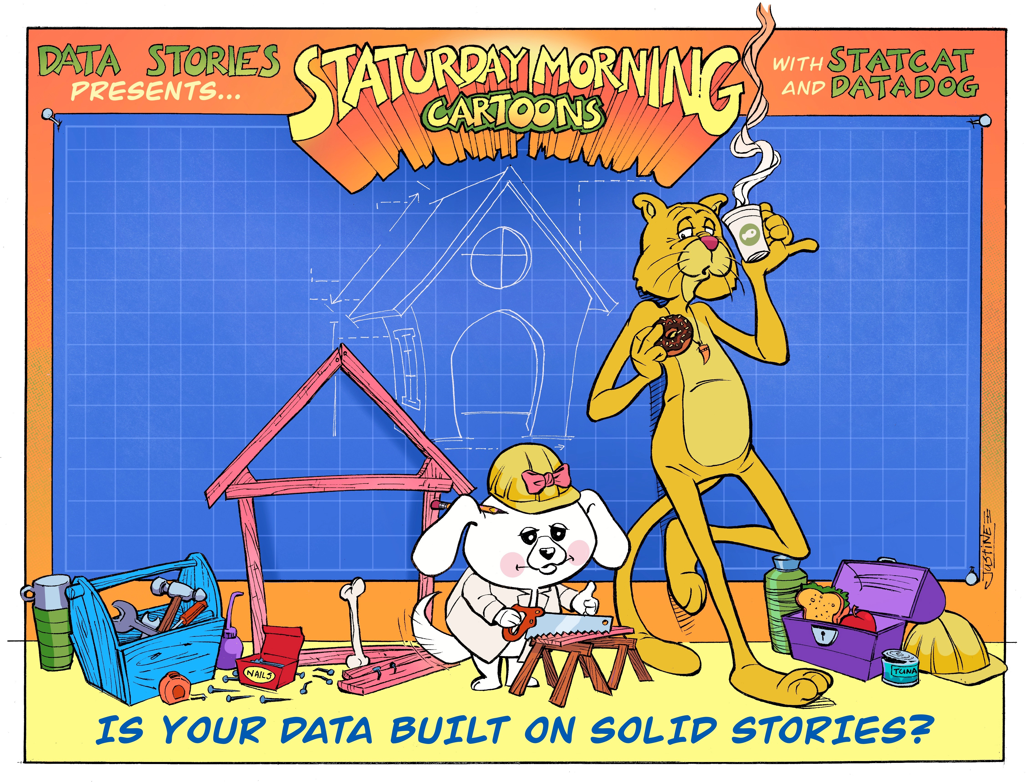 DATA STORIES
PRESENTS...
STATURDAY MORNING
CARTOONS
WITH STATCAT
AND DATADOG
JUSTINE
NAILS
TUNA
IS YOUR DATA BUILT ON SOLID STORIES?